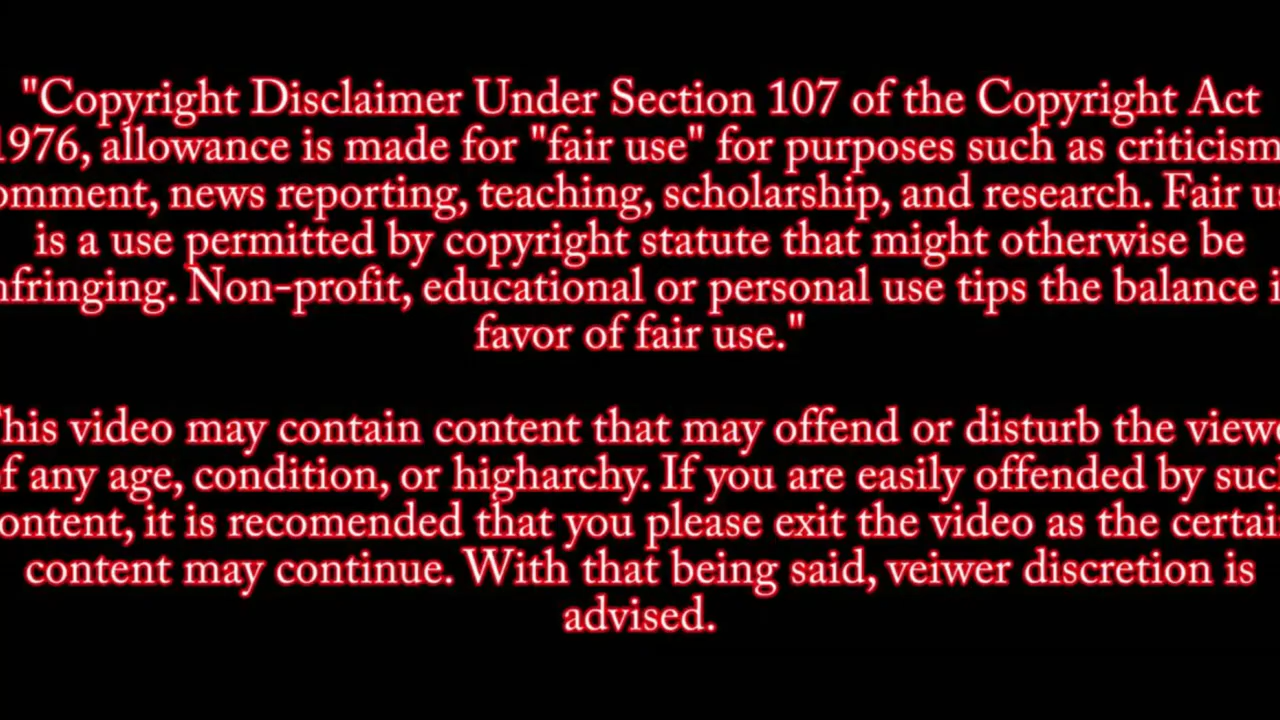 "Copyright Disclaimer Under Section 107 of the Copyright Act
1976, allowance is made for "fair use" for purposes such as criticism
omment, news reporting, teaching, scholarship, and research. Fair u
is a use permitted by copyright statute that might otherwise be
nfringing. Non-profit, educational or personal use tips the balance i
favor of fair use."
This video may contain content that may offend or disturb the viewe
of any age, condition, or higharchy. If you are easily offended by suc
ontent, it is recomended that you please exit the video as the certai
content may continue. With that being said, veiwer discretion is
advised.